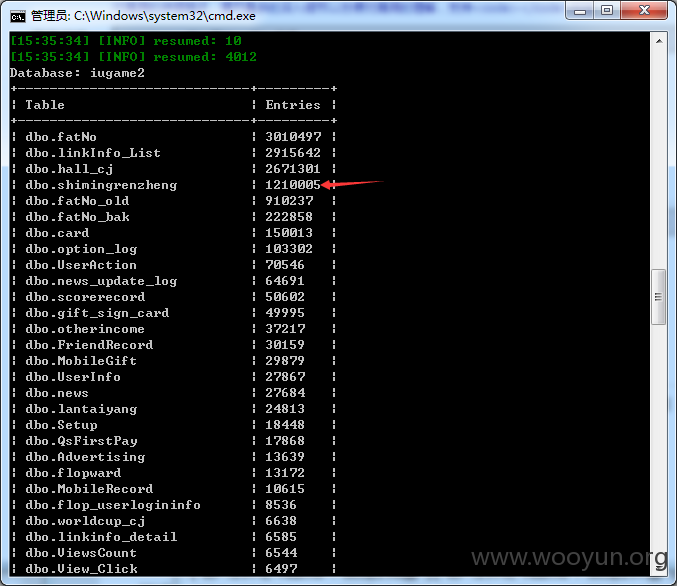 管理员: C:\Windows\system32\cmd.exe
[15:35:34] [INFO] resumed: 10
[15:35:34] [INFO] resumed: 4012
Database: iugame2
+------------------------------+---------+
| Table | Entries |
+------------------------------+---------+
| dbo.fatNo | 3010497 |
| dbo.linkInfo_List | 2915642 |
| dbo.hall_cj | 2671301 |
| dbo.shimingrenzheng | 1210005 |
| dbo.fatNo_old | 910237 |
| dbo.fatNo_bak | 222858 |
| dbo.card | 150013 |
| dbo.option_log | 103302 |
| dbo.UserAction | 70546 |
| dbo.news_update_log | 64691 |
| dbo.scorerecord | 50602 |
| dbo.gift_sign_card | 49995 |
| dbo.otherincome | 37217 |
| dbo.FriendRecord | 30159 |
| dbo.MobileGift | 29879 |
| dbo.UserInfo | 27867 |
| dbo.news | 27684 |
| dbo.lantaiyang | 24813 |
| dbo.Setup | 18448 |
| dbo.QsFirstPay | 17868 |
| dbo.Advertising | 13639 |
| dbo.flopward | 13172 |
| dbo.MobileRecord | 10615 |
| dbo.flop_userlogininfo | 8536 |
| dbo.worldcup_cj | 6638 |
| dbo.linkinfo_detail | 6585 |
| dbo.ViewsCount | 6544 |
| dbo.View_Click | 6497 |
www.wooyun.org